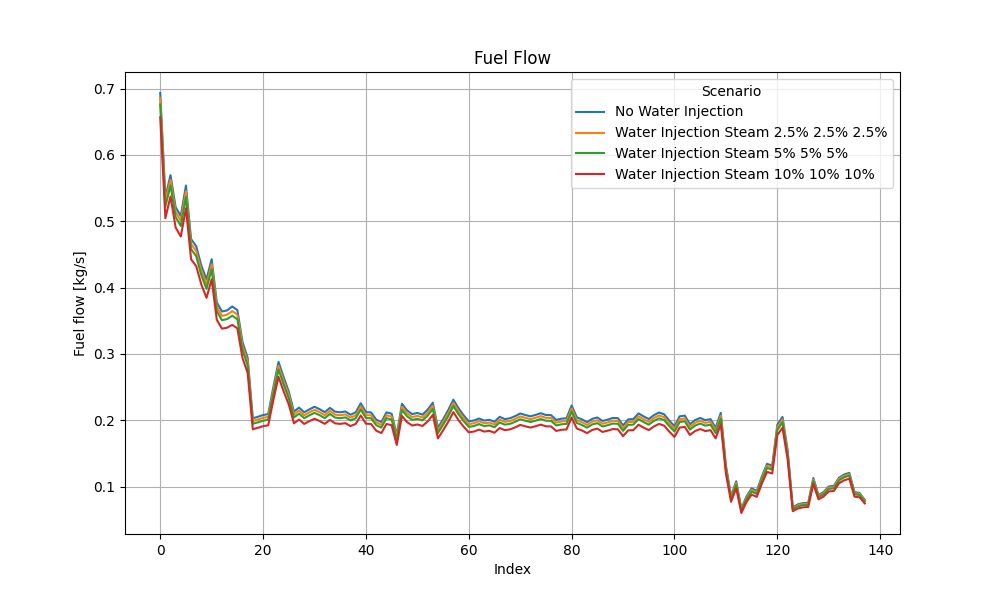 Fuel Flow
Scenario
No Water Injection
Water Injection Steam 2.5% 2.5% 2.5%
Water Injection Steam 5% 5% 5%
Water Injection Steam 10% 10% 10%
Fuel flow [kg/s]
0.7
0.6
0.5
0.4
0.3
0.2
0.1
0 20 40 60 80 100 120 140
Index